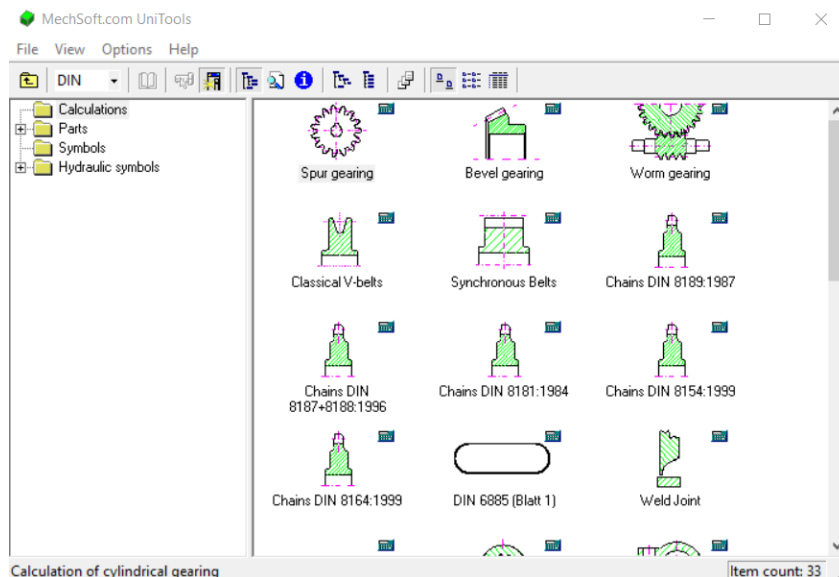 MechSoft.com UniTools
File View Options Help
DIN
Calculations
Parts
Symbols
Hydraulic symbols
Spur gearing
Bevel gearing
Worm gearing
Classical V-belts
Synchronous Belts
Chains DIN 8189:1987
Chains DIN
8187+8188:1996
Chains DIN 8181:1984
Chains DIN 8154:1999
Chains DIN 8164:1999
DIN 6885 (Blatt 1)
Weld Joint
Calculation of cylindrical gearing
Item count: 33